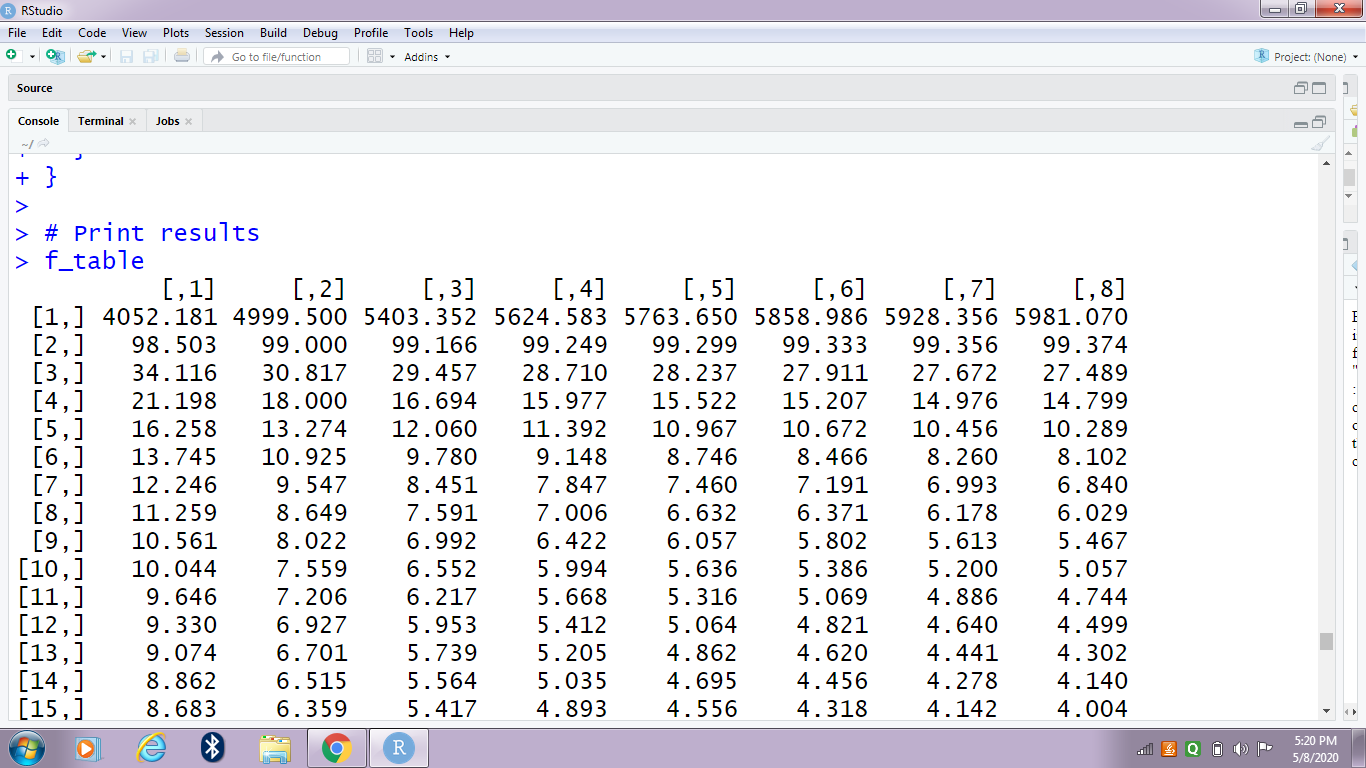 RStudio
File Edit Code View Plots Session Build Debug Profile Tools Help
Go to file/function Addins Project: (None)
Source
Console Terminal Jobs
~/
+ }
>
> # Print results
> f_table
[,1] [,2] [,3] [,4] [,5] [,6] [,7] [,8]
[1,] 4052.181 4999.500 5403.352 5624.583 5763.650 5858.986 5928.356 5981.070
[2,] 98.503 99.000 99.166 99.249 99.299 99.333 99.356 99.374
[3,] 34.116 30.817 29.457 28.710 28.237 27.911 27.672 27.489
[4,] 21.198 18.000 16.694 15.977 15.522 15.207 14.976 14.799
[5,] 16.258 13.274 12.060 11.392 10.967 10.672 10.456 10.289
[6,] 13.745 10.925 9.780 9.148 8.746 8.466 8.260 8.102
[7,] 12.246 9.547 8.451 7.847 7.460 7.191 6.993 6.840
[8,] 11.259 8.649 7.591 7.006 6.632 6.371 6.178 6.029
[9,] 10.561 8.022 6.992 6.422 6.057 5.802 5.613 5.467
[10,] 10.044 7.559 6.552 5.994 5.636 5.386 5.200 5.057
[11,] 9.646 7.206 6.217 5.668 5.316 5.069 4.886 4.744
[12,] 9.330 6.927 5.953 5.412 5.064 4.821 4.640 4.499
[13,] 9.074 6.701 5.739 5.205 4.862 4.620 4.441 4.302
[14,] 8.862 6.515 5.564 5.035 4.695 4.456 4.278 4.140
[15,] 8.683 6.359 5.417 4.893 4.556 4.318 4.142 4.004
5:20 PM
5/8/2020